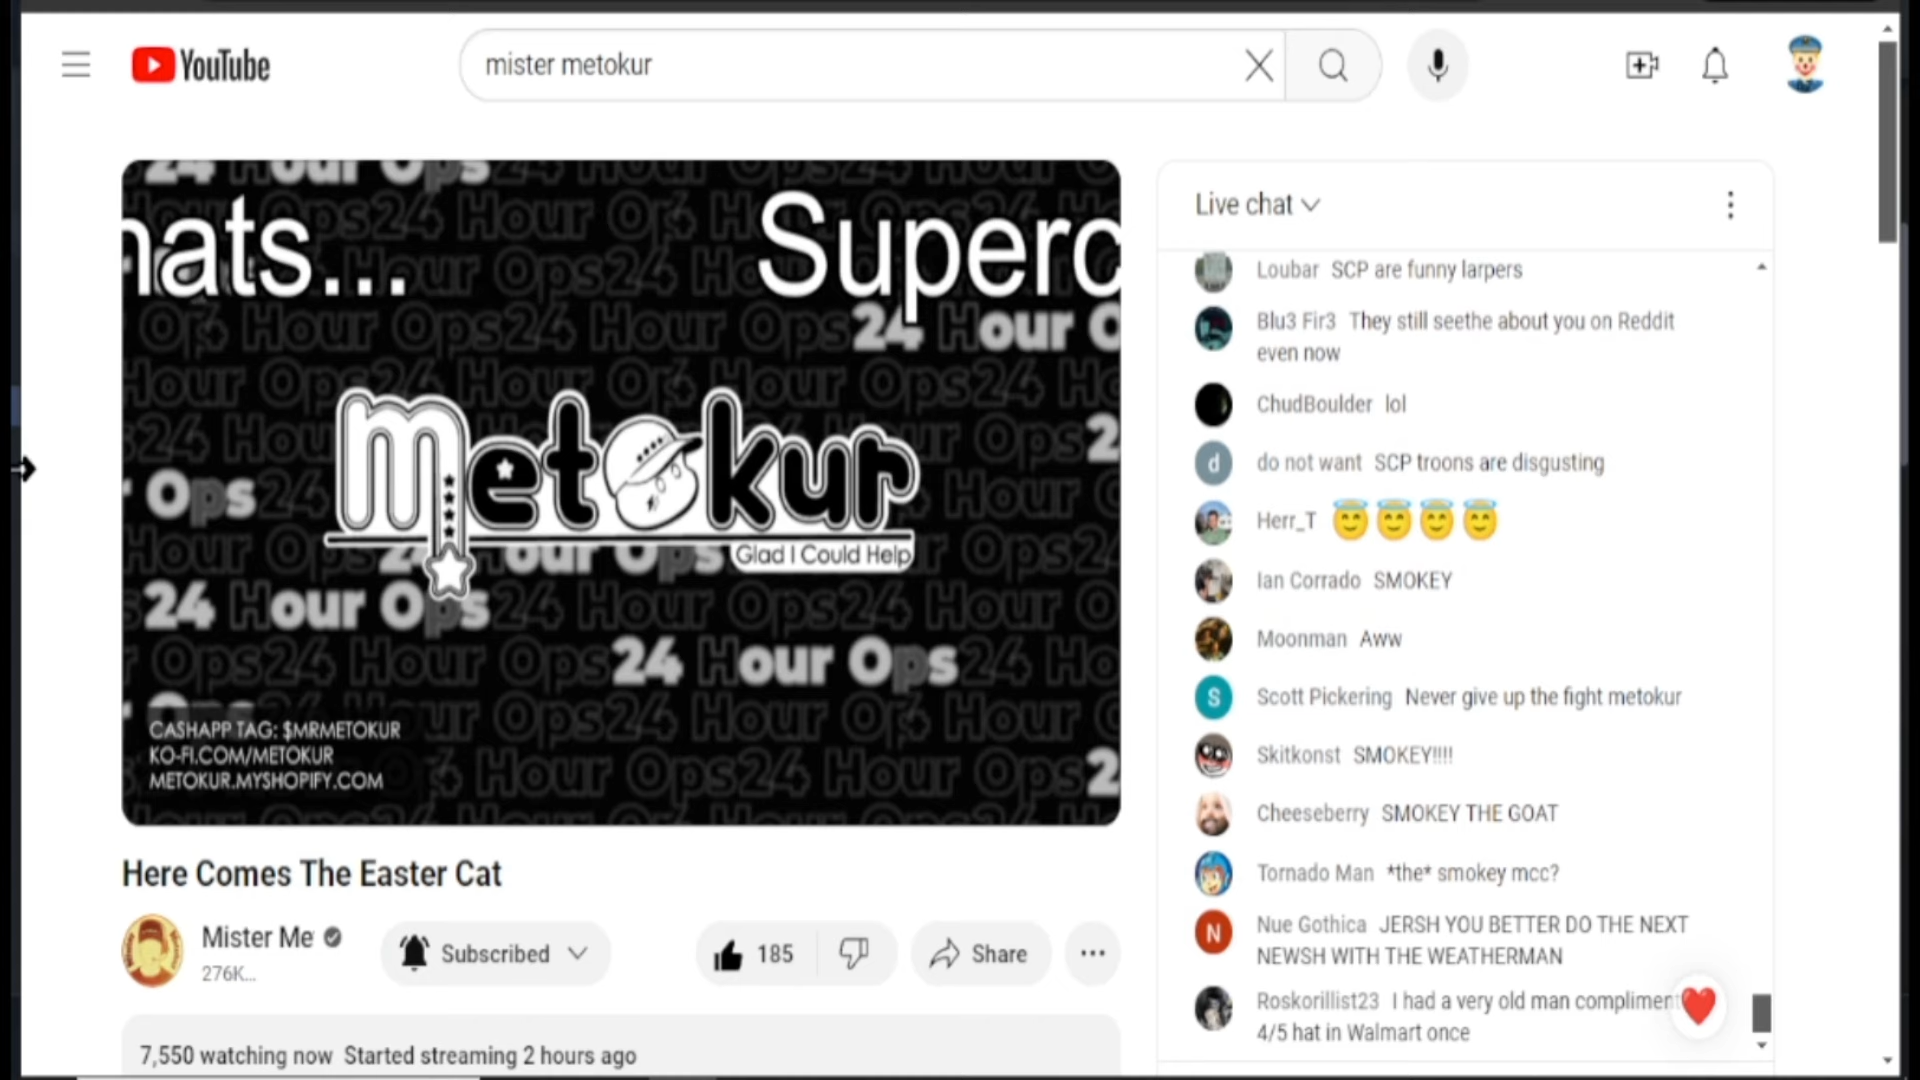 YouTube
mister metokur
hats...
Superc
24 Hour Ops
metokur
Glad I Could Help
24 Hour Ops
24 Hour Ops
CASHAPP TAG: $MRMETOKUR
KO-FI.COM/METOKUR
METOKUR.MYSHOPIFY.COM
Here Comes The Easter Cat
Mister Me
276K...
Subscribed
185
Share
7,550 watching now Started streaming 2 hours ago
Live chat
Loubar SCP are funny larpers
Blu3 Fir3 They still seethe about you on Reddit
even now
ChudBoulder lol
d
do not want SCP troons are disgusting
Herr_T
Ian Corrado SMOKEY
Moonman Aww
S
Scott Pickering Never give up the fight metokur
Skitkonst SMOKEY!!!!
Cheeseberry SMOKEY THE GOAT
Tornado Man *the* smokey mcc?
N
Nue Gothica JERSH YOU BETTER DO THE NEXT
NEWSH WITH THE WEATHERMAN
Roskorillist23 I had a very old man compliment
4/5 hat in Walmart once